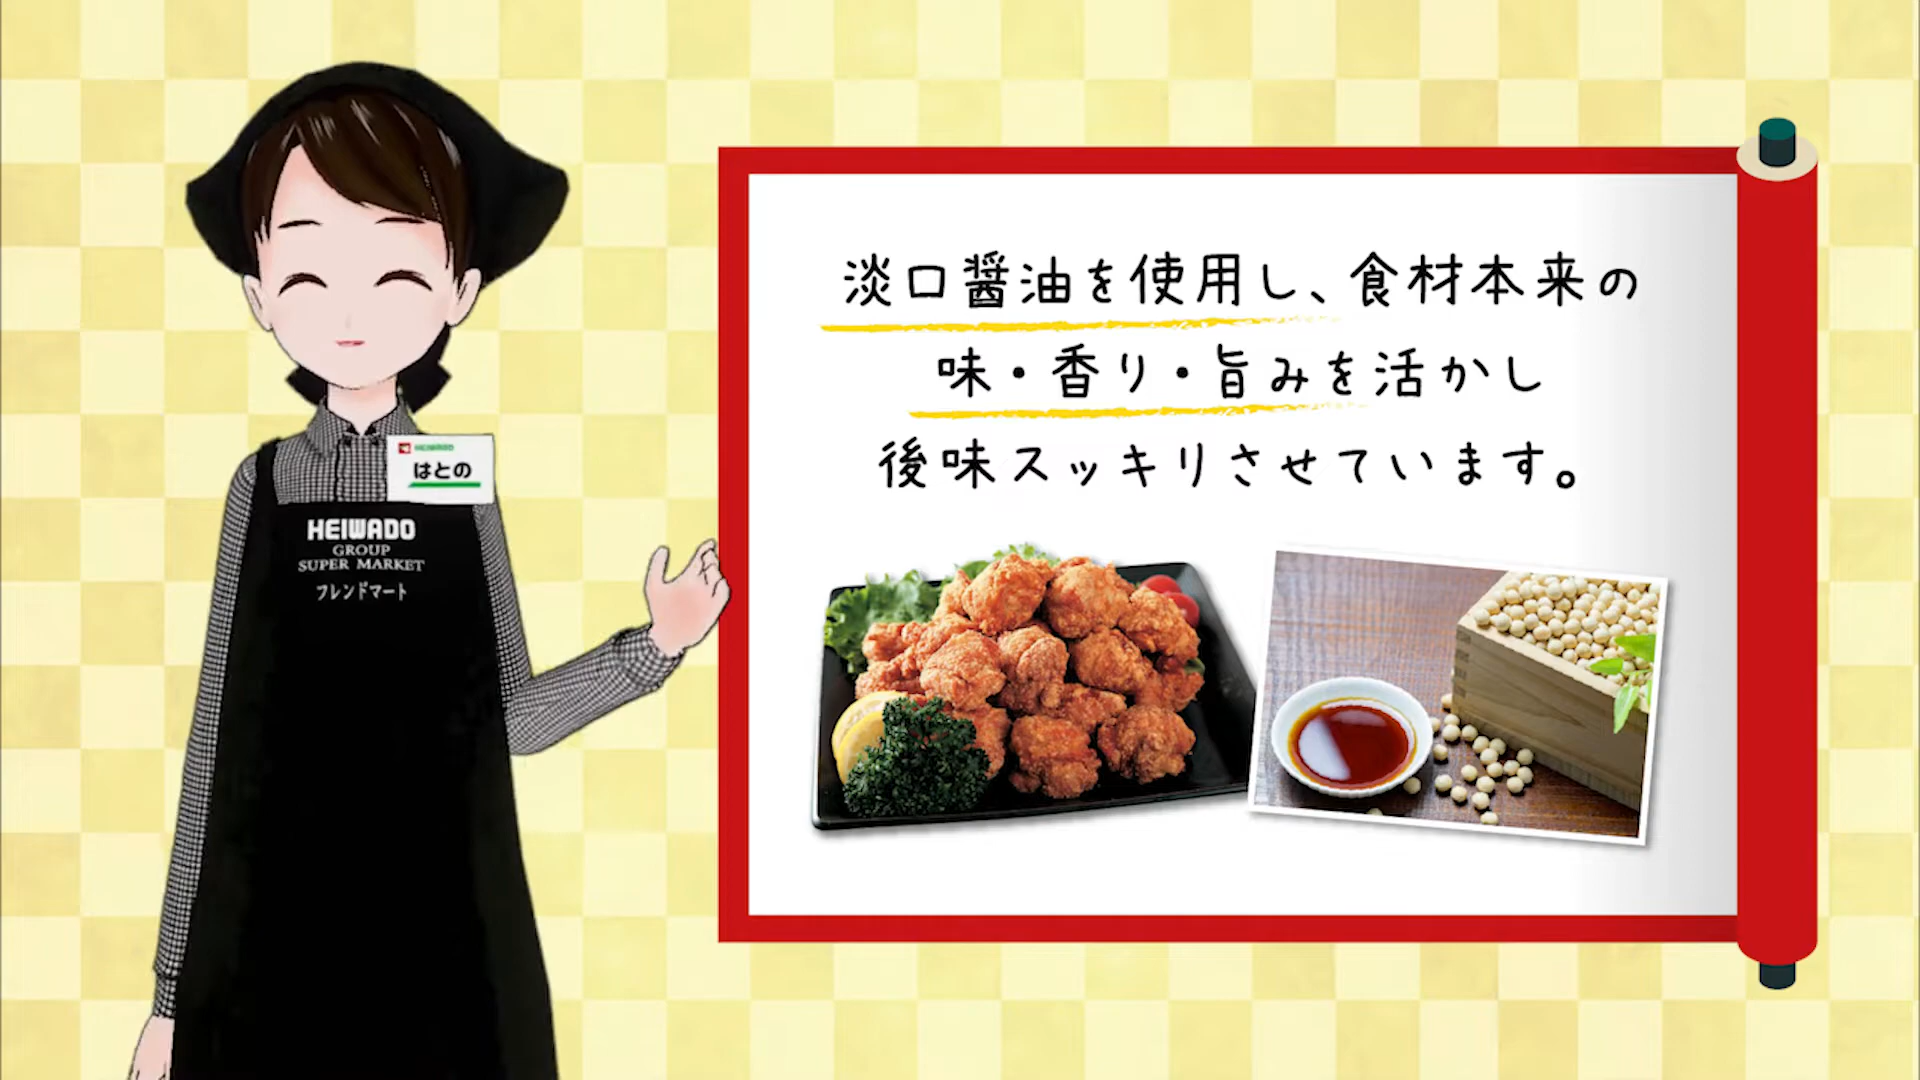 淡口醤油を使用し、食材本来の
味・香り・旨みを活かし
後味スッキリさせています。
HEIWADO
はとの
HEIWADO
GROUP
SUPER MARKET
フレンドマート